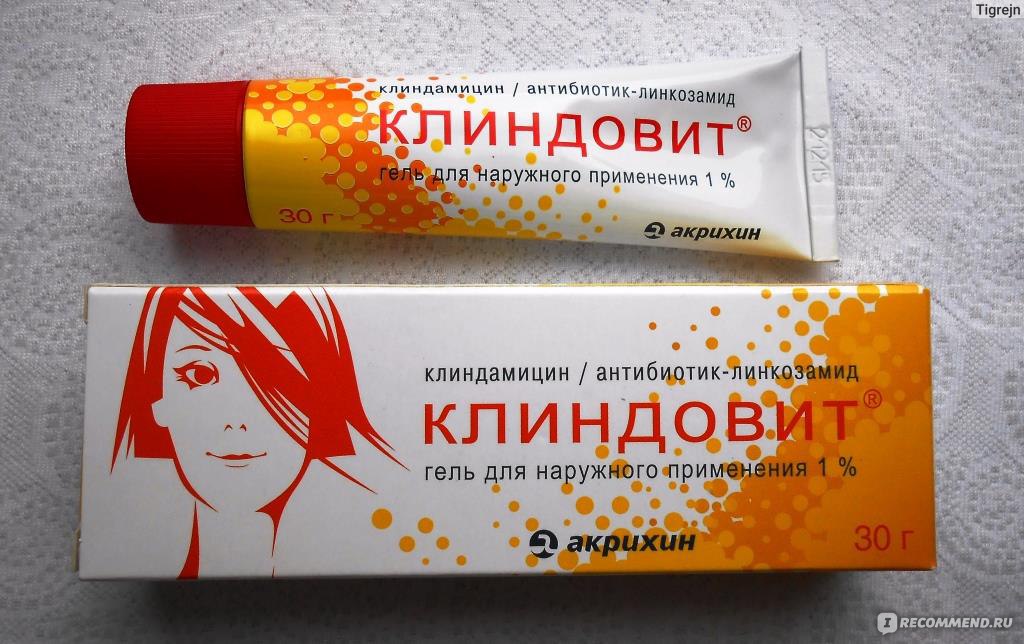 Tigrejn
клиндамицин / антибиотик-линкозамид
КЛИНДОВИТ®
гель для наружного применения 1 %
30 г
акрихин
клиндамицин / антибиотик-линкозамид
КЛИНДОВИТ®
гель для наружного применения 1 %
акрихин
30 г
IRECOMMEND.RU